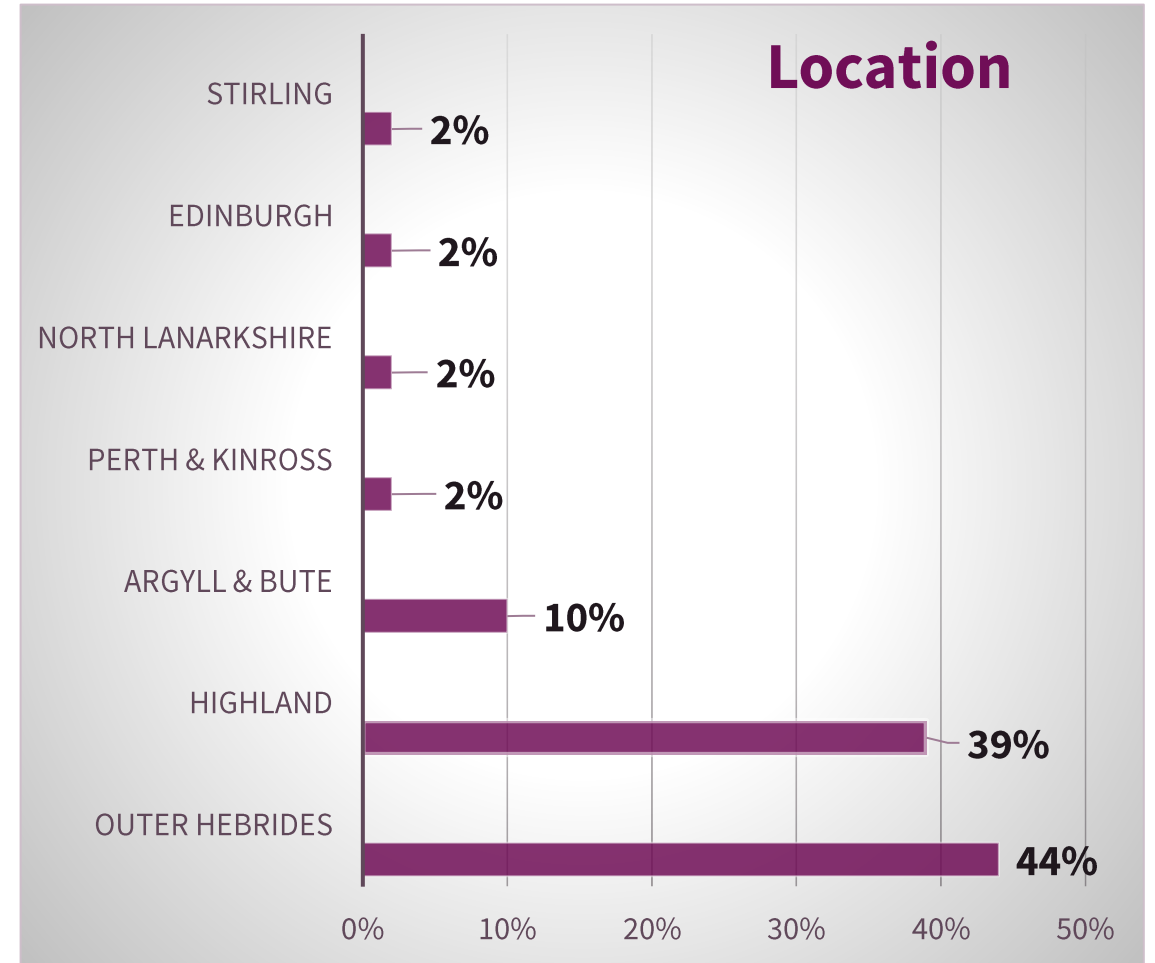 Location
STIRLING
2%
EDINBURGH
2%
NORTH LANARKSHIRE
2%
PERTH & KINROSS
2%
ARGYLL & BUTE
10%
HIGHLAND
39%
OUTER HEBRIDES
44%
0% 10% 20% 30% 40% 50%